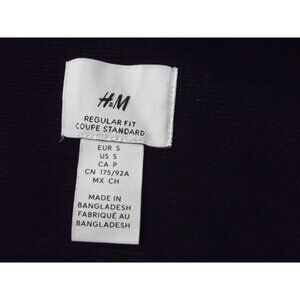 H&M
REGULAR FIT
COUPE STANDARD
EUR S
US S
CA P
CN 175/92A
MX CH
MADE IN
BANGLADESH
FABRIQUÉ AU
BANGLADESH